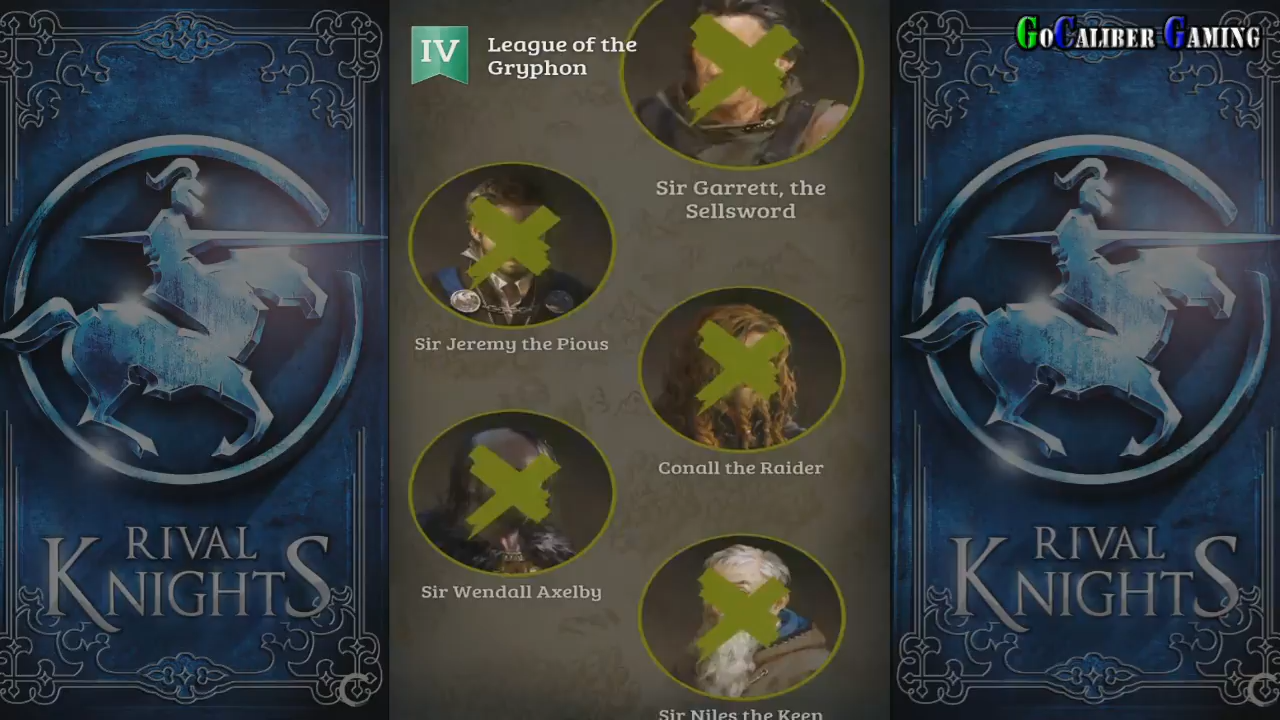 GoCaliber Gaming
IV
League of the
Gryphon
Sir Garrett, the
Sellsword
Sir Jeremy the Pious
Conall the Raider
Sir Wendall Axelby
Sir Niles the Keen
RIVAL
KNIGHTS
RIVAL
KNIGHTS